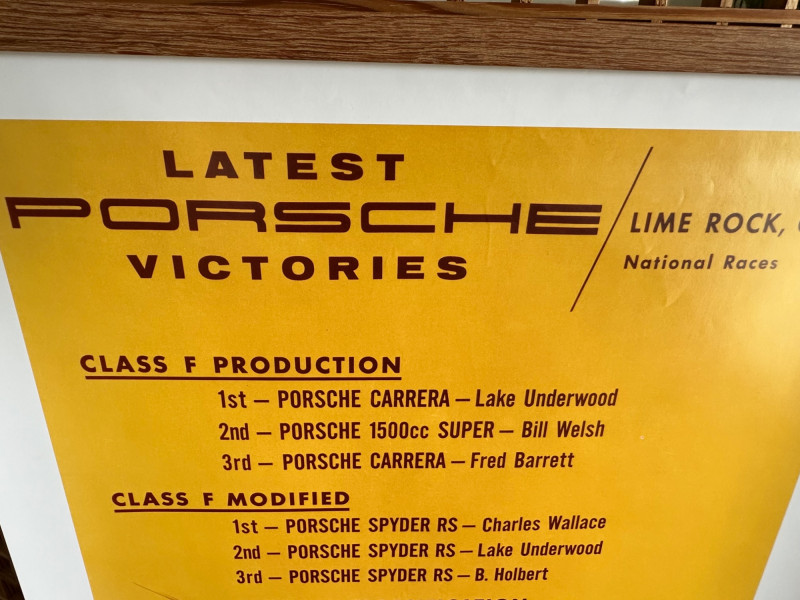 LATEST
PORSCHE
VICTORIES
LIME ROCK,
National Races
CLASS F PRODUCTION
1st — PORSCHE CARRERA — Lake Underwood
2nd — PORSCHE 1500cc SUPER — Bill Welsh
3rd — PORSCHE CARRERA — Fred Barrett
CLASS F MODIFIED
1st — PORSCHE SPYDER RS — Charles Wallace
2nd — PORSCHE SPYDER RS — Lake Underwood
3rd — PORSCHE SPYDER RS — B. Holbert